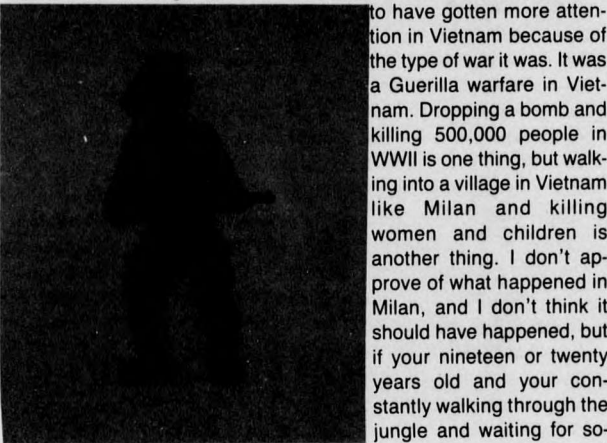 to have gotten more atten-
tion in Vietnam because of
the type of war it was. It was
a Guerilla warfare in Viet-
nam. Dropping a bomb and
killing 500,000 people in
WWII is one thing, but walk-
ing into a village in Vietnam
like Milan and killing
women and children is
another thing. I don't ap-
prove of what happened in
Milan, and I don't think it
should have happened, but
if your nineteen or twenty
years old and your con-
stantly walking through the
jungle and waiting for so-